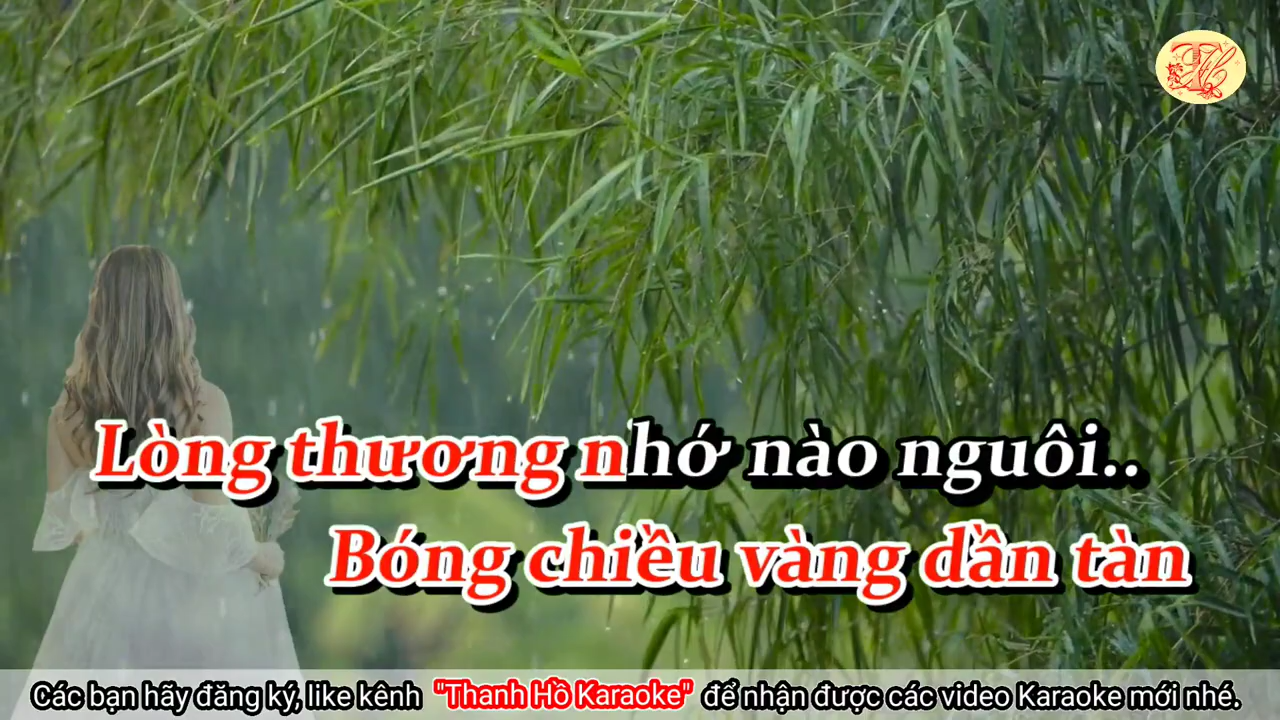 Lòng thương nhớ nào nguôi..
Bóng chiều vàng dần tàn
Các bạn hãy đăng ký, like kênh "Thanh Hồ Karaoke" để nhận được các video Karaoke mới nhé.